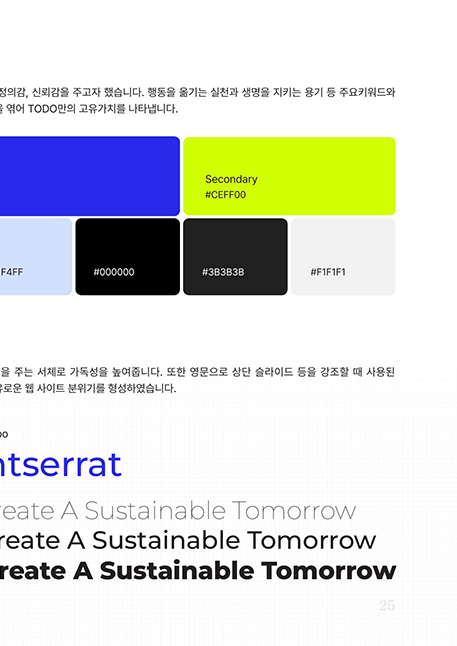 정의감, 신뢰감을 주고자 했습니다. 행동을 옮기는 실천과 생명을 지키는 용기 등 주요키워드와
엮어 TODO만의 고유가치를 나타냅니다.
Secondary
#CEFF00
F4FF
#000000
#3B3B3B
#F1F1F1
을 주는 서체로 가독성을 높여줍니다. 또한 영문으로 상단 슬라이드 등을 강조할 때 사용된
로운 웹 사이트 분위기를 형성하였습니다.
ntserrat
reate A Sustainable Tomorrow
reate A Sustainable Tomorrow
reate A Sustainable Tomorrow
25